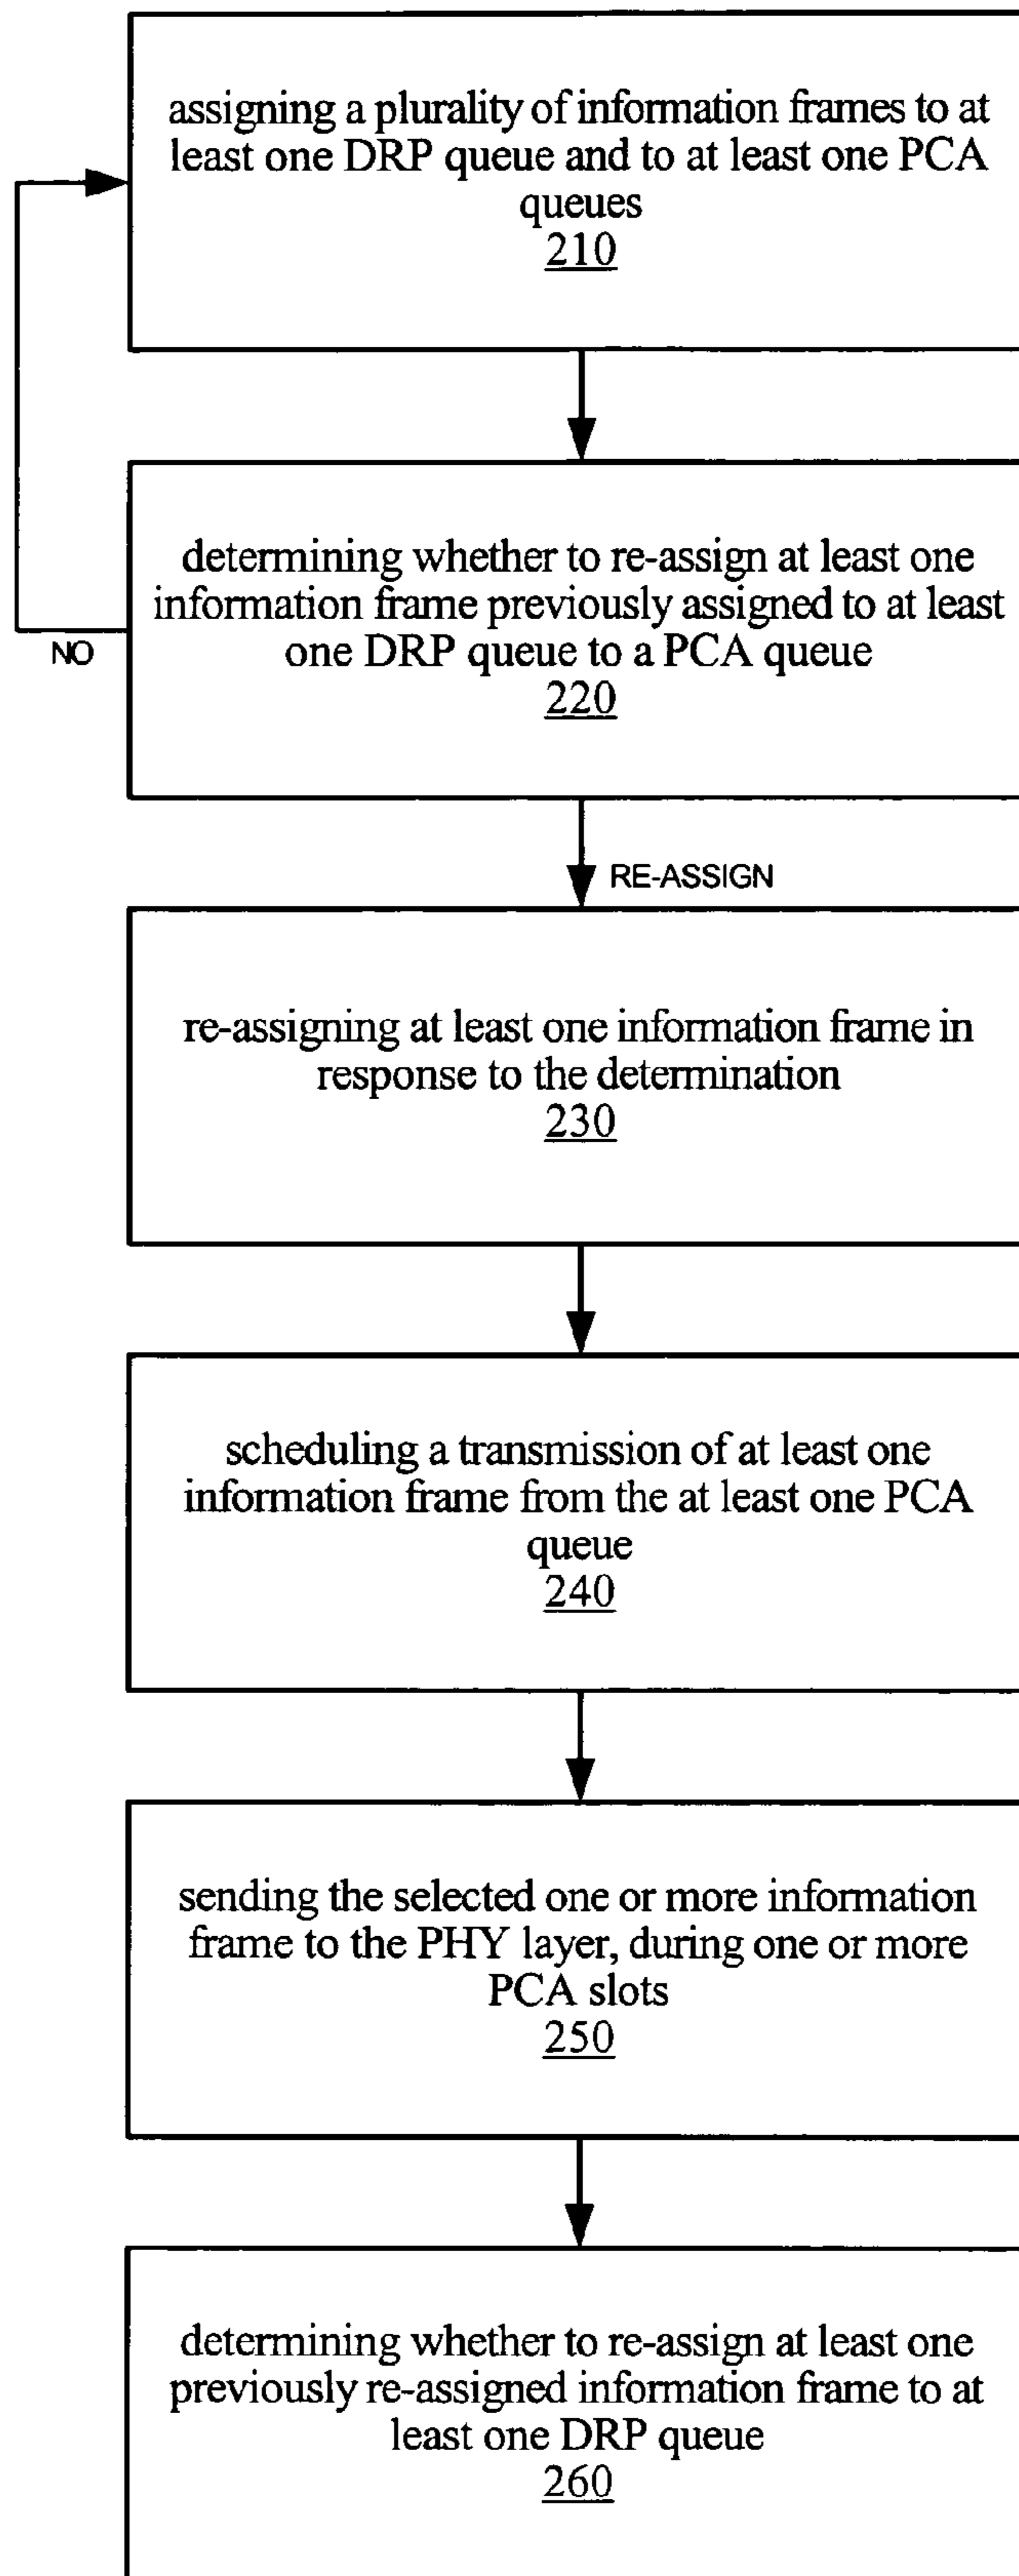 assigning a plurality of information frames to at
least one DRP queue and to at least one PCA
queues
210
determining whether to re-assign at least one
information frame previously assigned to at least
one DRP queue to a PCA queue
220
NO
RE-ASSIGN
re-assigning at least one information frame in
response to the determination
230
scheduling a transmission of at least one
information frame from the at least one PCA
queue
240
sending the selected one or more information
frame to the PHY layer, during one or more
PCA slots
250
determining whether to re-assign at least one
previously re-assigned information frame to at
least one DRP queue
260